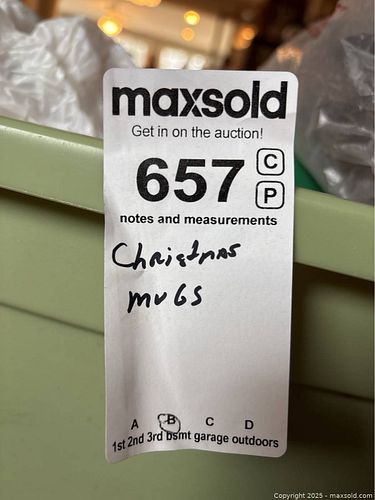 maxsold
Get in on the auction!
657
C
P
notes and measurements
Christmas
mugs
A B C D
1st 2nd 3rd bsmt garage outdoors
Copyright 2025 - maxsold.com